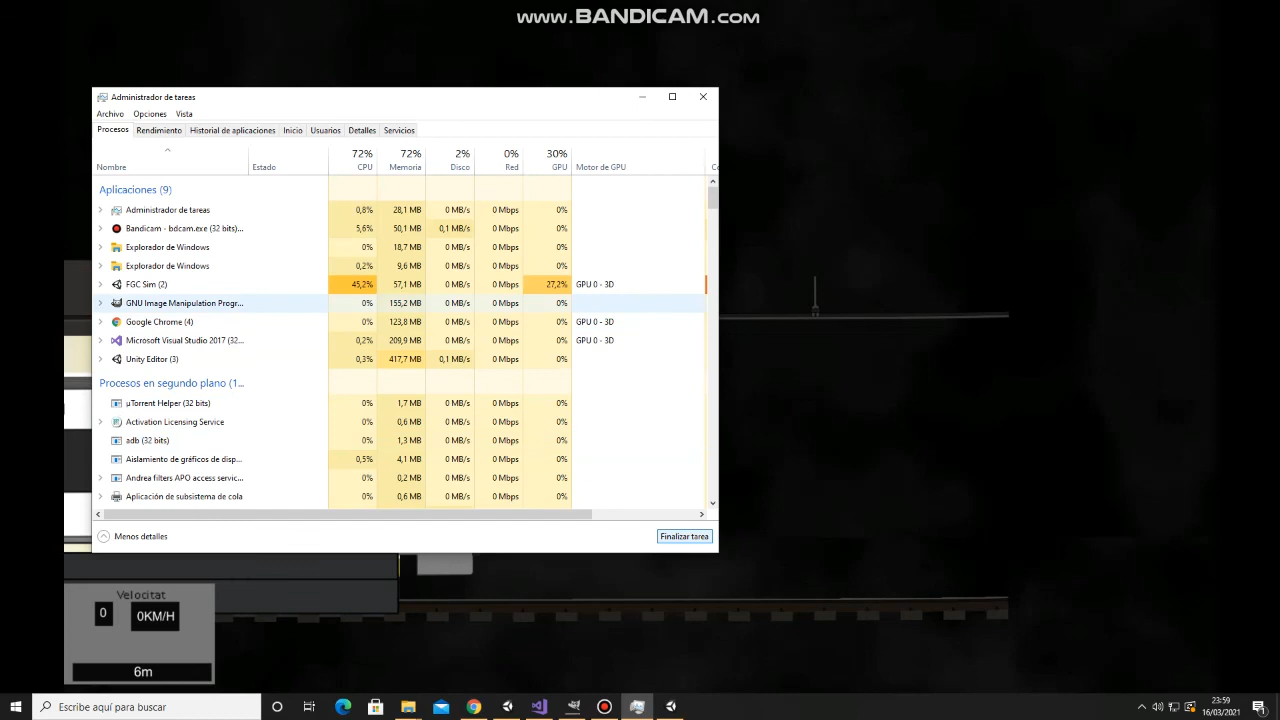 www.BANDICAM.com
Administrador de tareas
Archivo Opciones Vista
Procesos Rendimiento Historial de aplicaciones Inicio Usuarios Detalles Servicios
72% 72% 2% 0% 30%
Nombre Estado CPU Memoria Disco Red GPU Motor de GPU
Aplicaciones (9)
Administrador de tareas 0,8% 28,1 MB 0 MB/s 0 Mbps 0%
Bandicam - bdcam.exe (32 bits)... 5,6% 50,1 MB 0,1 MB/s 0 Mbps 0%
Explorador de Windows 0% 18,7 MB 0 MB/s 0 Mbps 0%
Explorador de Windows 0,2% 9,6 MB 0 MB/s 0 Mbps 0%
FGC Sim (2) 45,2% 57,1 MB 0 MB/s 0 Mbps 27,2% GPU 0 - 3D
GNU Image Manipulation Progr... 0% 155,2 MB 0 MB/s 0 Mbps 0%
Google Chrome (4) 0% 123,8 MB 0 MB/s 0 Mbps 0% GPU 0 - 3D
Microsoft Visual Studio 2017 (32... 0,2% 209,9 MB 0 MB/s 0 Mbps 0% GPU 0 - 3D
Unity Editor (3) 0,3% 417,7 MB 0,1 MB/s 0 Mbps 0%
Procesos en segundo plano (1...
µTorrent Helper (32 bits) 0% 1,7 MB 0 MB/s 0 Mbps 0%
Activation Licensing Service 0% 0,6 MB 0 MB/s 0 Mbps 0%
adb (32 bits) 0% 1,3 MB 0 MB/s 0 Mbps 0%
Aislamiento de gráficos de disp... 0,5% 4,1 MB 0 MB/s 0 Mbps 0%
Andrea filters APO access servic... 0% 0,2 MB 0 MB/s 0 Mbps 0%
Aplicación de subsistema de cola 0% 0,6 MB 0 MB/s 0 Mbps 0%
Menos detalles Finalizar tarea
Velocitat
0 0KM/H
6m
Escribe aquí para buscar
23:59
16/03/2021